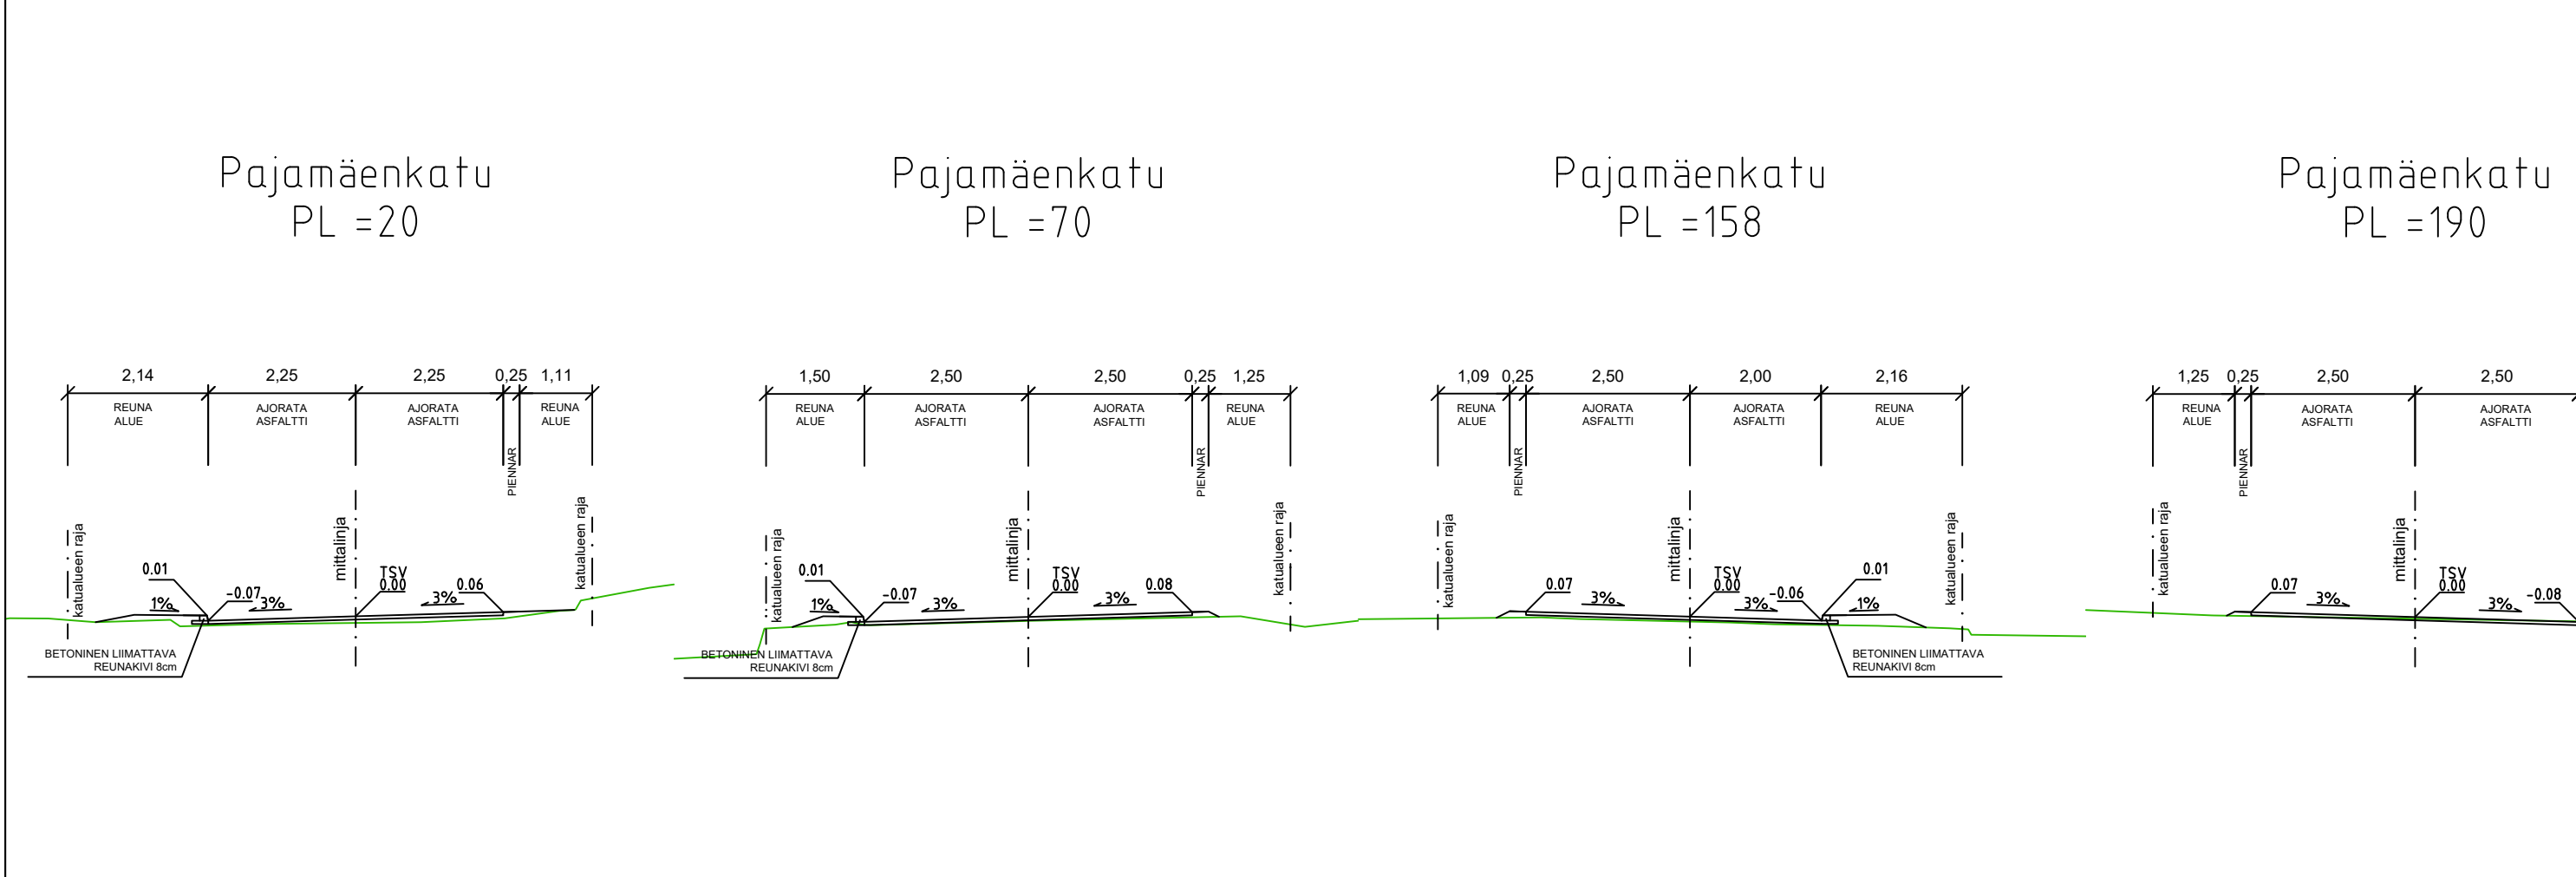 Pajamäenkatu
PL =20
2,14
2,25
2,25
0,25
1,11
REUNA
ALUE
AJORATA
ASFALTTI
AJORATA
ASFALTTI
PIENNAR
REUNA
ALUE
katualueen raja
mittalinja
katualueen raja
0.01
1%
-0.07
3%
TSV
0.00
3%
0.06
BETONINEN LIIMATTAVA
REUNAKIVI 8cm
Pajamäenkatu
PL =70
1,50
2,50
2,50
0,25
1,25
REUNA
ALUE
AJORATA
ASFALTTI
AJORATA
ASFALTTI
PIENNAR
REUNA
ALUE
katualueen raja
mittalinja
katualueen raja
0.01
1%
-0.07
3%
TSV
0.00
3%
0.08
BETONINEN LIIMATTAVA
REUNAKIVI 8cm
Pajamäenkatu
PL =158
1,09
0,25
2,50
2,00
2,16
REUNA
ALUE
PIENNAR
AJORATA
ASFALTTI
AJORATA
ASFALTTI
REUNA
ALUE
katualueen raja
mittalinja
katualueen raja
0.07
3%
TSV
0.00
3%
-0.06
0.01
1%
BETONINEN LIIMATTAVA
REUNAKIVI 8cm
Pajamäenkatu
PL =190
1,25
0,25
2,50
2,50
REUNA
ALUE
PIENNAR
AJORATA
ASFALTTI
AJORATA
ASFALTTI
katualueen raja
mittalinja
0.07
3%
TSV
0.00
3%
-0.08